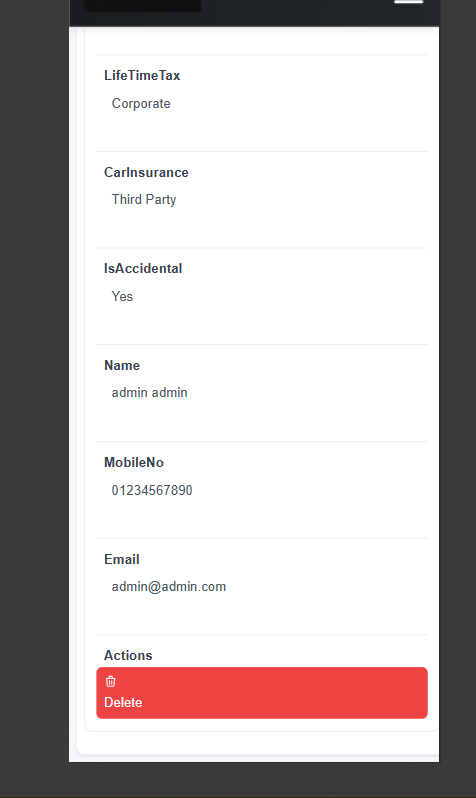 LifeTimeTax
Corporate
CarInsurance
Third Party
IsAccidental
Yes
Name
admin admin
MobileNo
01234567890
Email
admin@admin.com
Actions
Delete